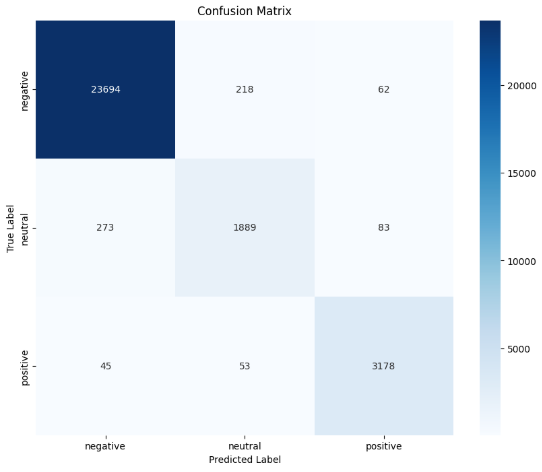 Confusion Matrix
negative
23694
218
62
neutral
273
1889
83
positive
45
53
3178
True Label
negative
neutral
positive
Predicted Label
20000
15000
10000
5000